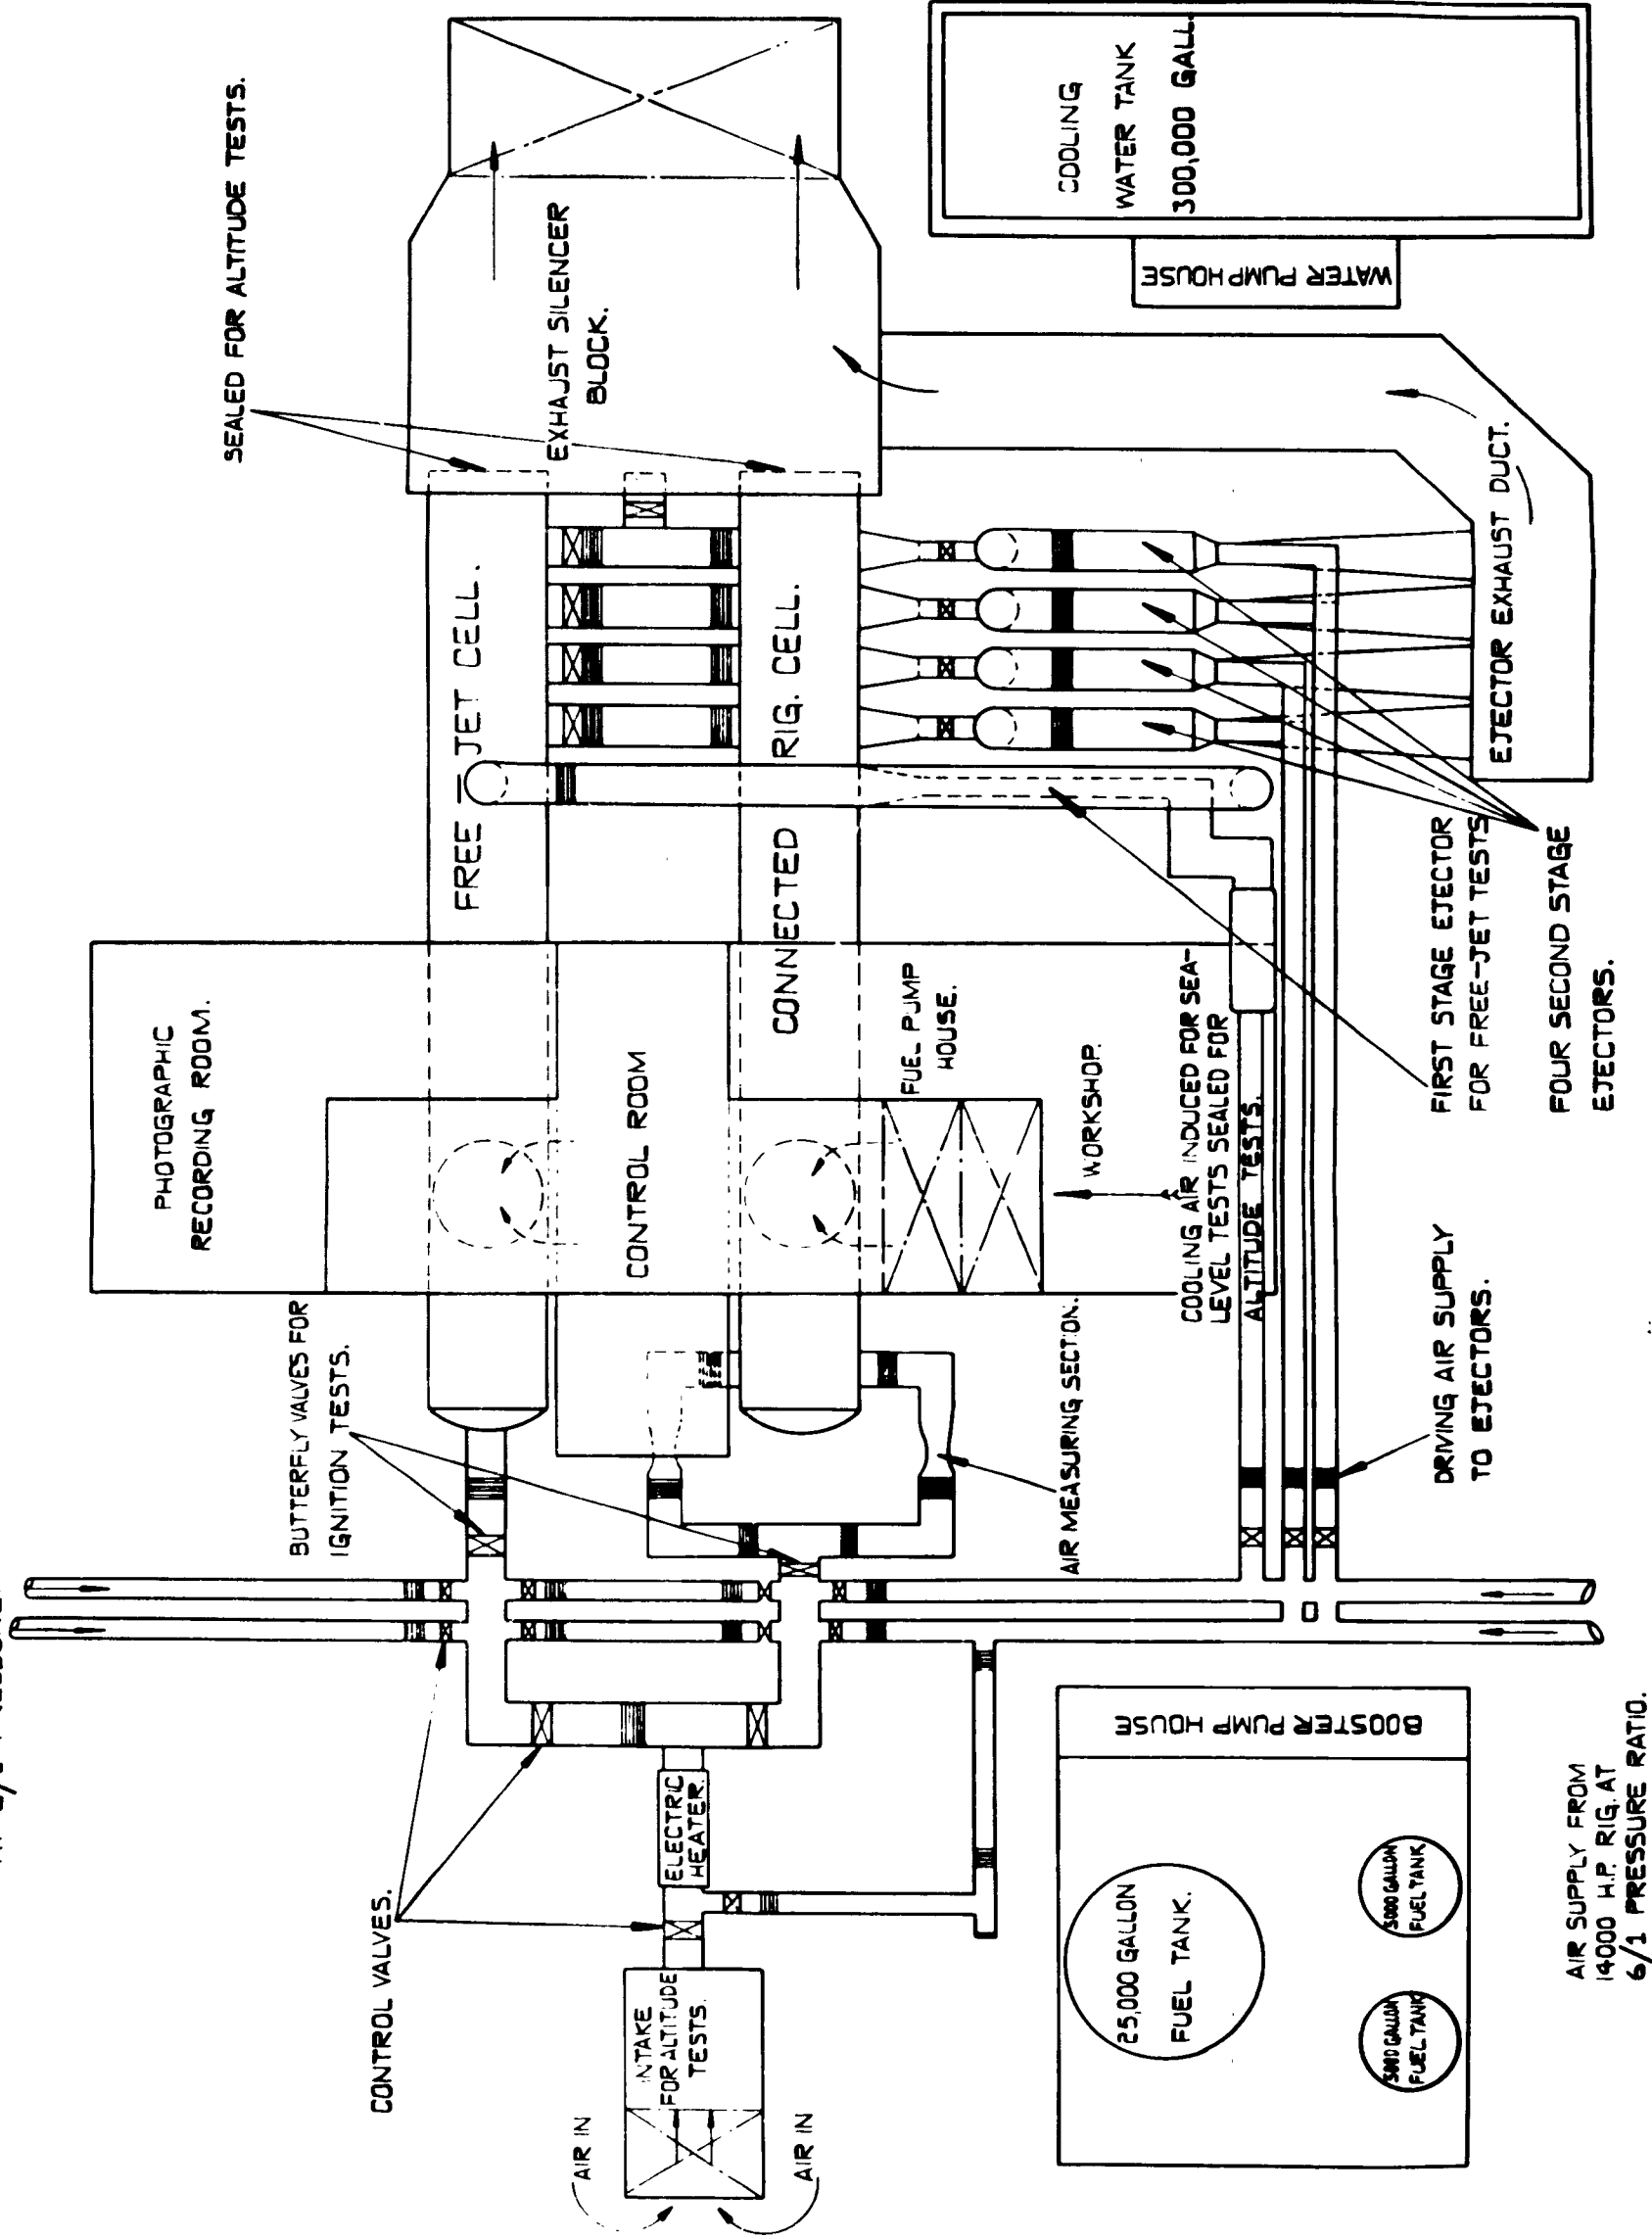 SEALED FOR ALTITUDE TESTS.
EXHAUST SILENCER
BLOCK.
COOLING
WATER TANK
300,000 GALL.
WATER PUMP HOUSE
FREE-JET CELL.
CONNECTED RIG. CELL.
EJECTOR EXHAUST DUCT.
PHOTOGRAPHIC
RECORDING ROOM.
CONTROL ROOM
FUEL PUMP
HOUSE.
WORKSHOP.
COOLING AIR INDUCED FOR SEA-
LEVEL TESTS SEALED FOR
ALTITUDE TESTS.
FIRST STAGE EJECTOR
FOR FREE-JET TESTS
FOUR SECOND STAGE
EJECTORS.
BUTTERFLY VALVES FOR
IGNITION TESTS.
AIR MEASURING SECTION.
DRIVING AIR SUPPLY
TO EJECTORS.
CONTROL VALVES.
ELECTRIC
HEATER.
INTAKE
FOR ALTITUDE
TESTS.
AIR IN
AIR IN
BOOSTER PUMP HOUSE
25,000 GALLON
FUEL TANK.
5000 GALLON
FUEL TANK
5000 GALLON
FUEL TANK
AIR SUPPLY FROM
14000 H.P. RIG. AT
6/1 PRESSURE RATIO.